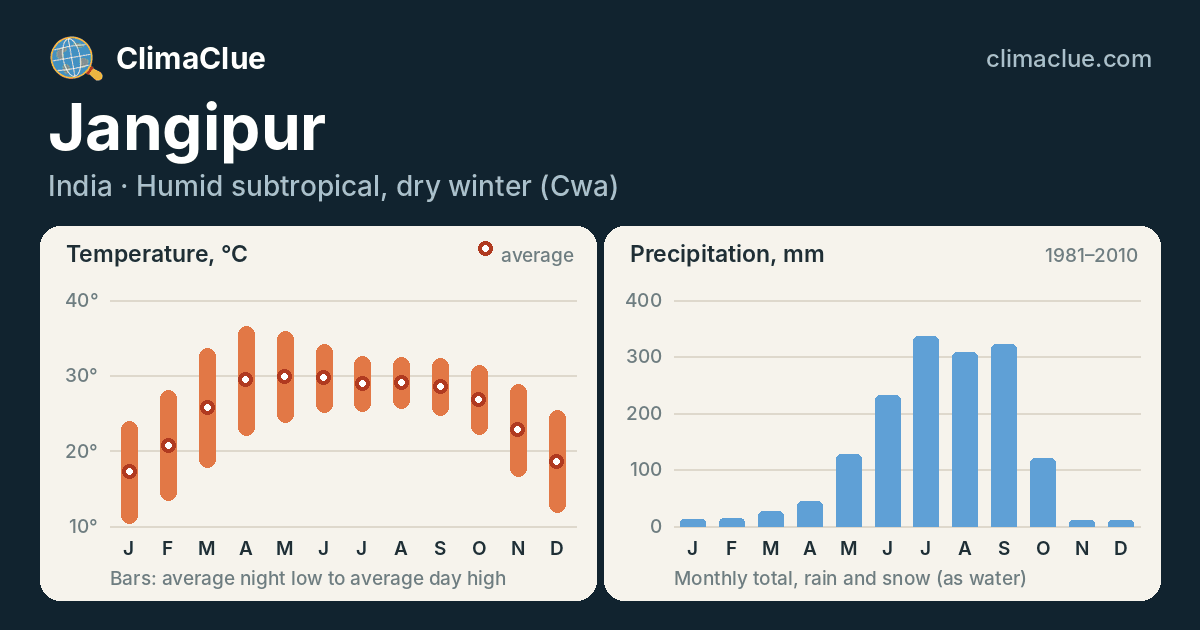 ClimaClue
climaclue.com
Jangipur
India · Humid subtropical, dry winter (Cwa)
Temperature, °C
average
40°
30°
20°
10°
J F M A M J J A S O N D
Bars: average night low to average day high
Precipitation, mm
1981–2010
400
300
200
100
0
J F M A M J J A S O N D
Monthly total, rain and snow (as water)